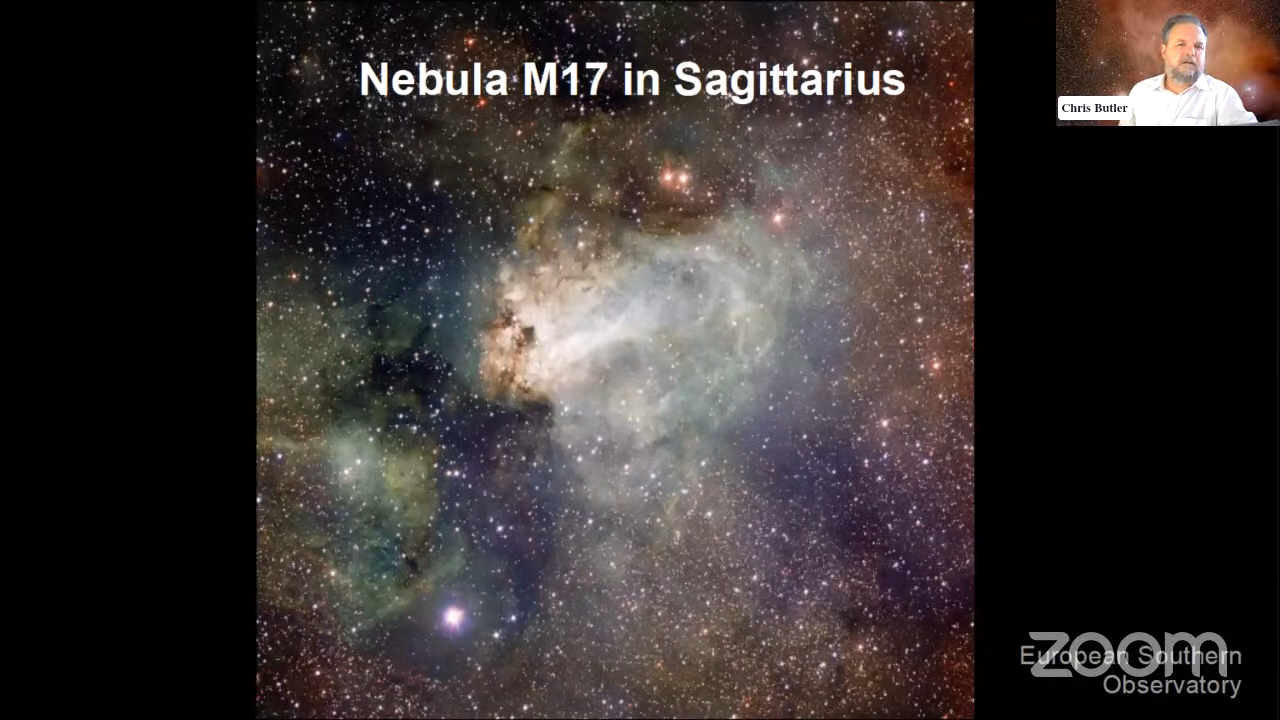 Nebula M17 in Sagittarius
Chris Butler
zoom
European Southern
Observatory